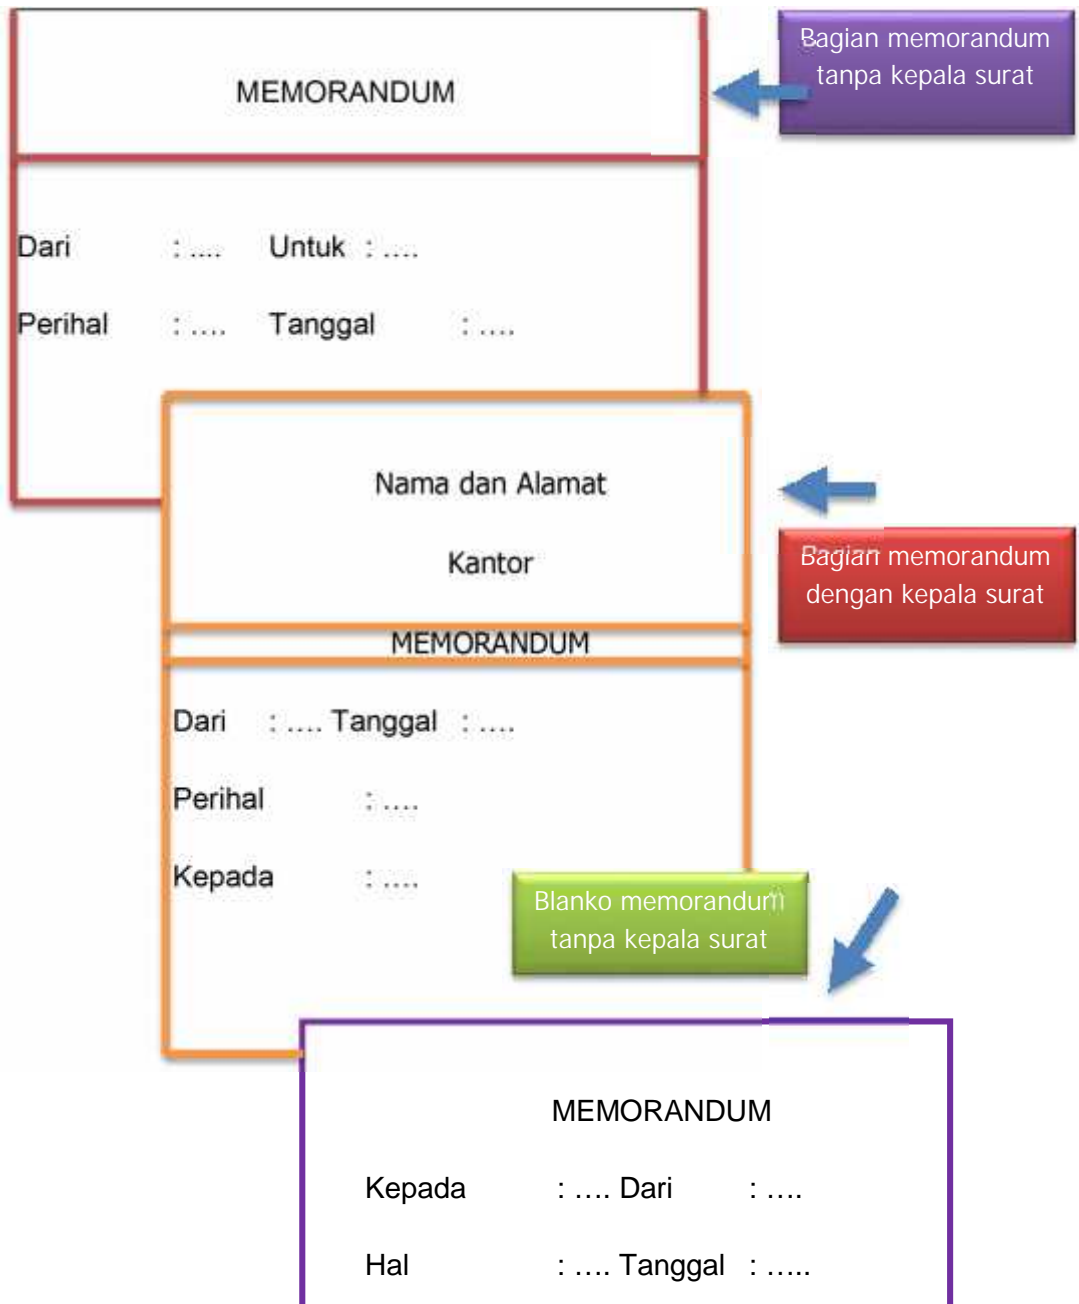 Bagian memorandum
tanpa kepala surat
MEMORANDUM
Dari : .... Untuk : ....
Perihal : .... Tanggal : ....
Nama dan Alamat
Kantor
Bagian memorandum
dengan kepala surat
MEMORANDUM
Dari : .... Tanggal : ....
Perihal : ....
Kepada : ....
Blanko memorandum
tanpa kepala surat
MEMORANDUM
Kepada : .... Dari : ....
Hal : .... Tanggal : .....